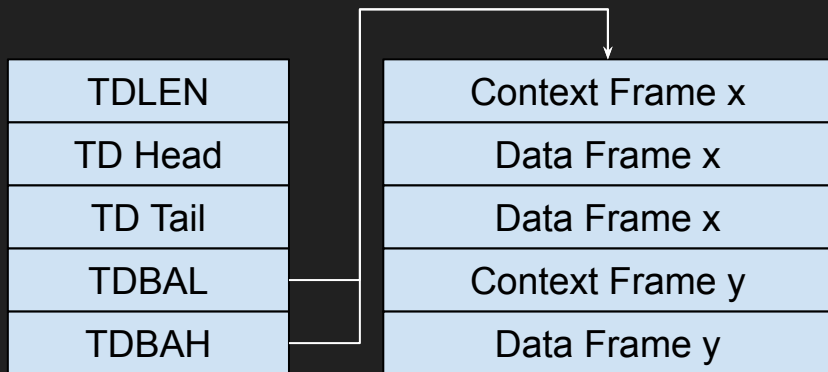 TDLEN
TD Head
TD Tail
TDBAL
TDBAH
Context Frame x
Data Frame x
Data Frame x
Context Frame y
Data Frame y